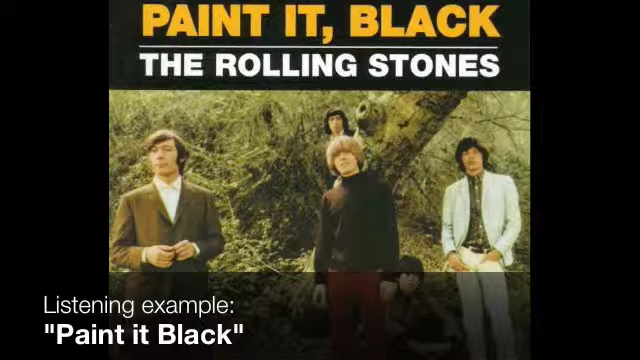 PAINT IT, BLACK
THE ROLLING STONES
Listening example:
"Paint it Black"